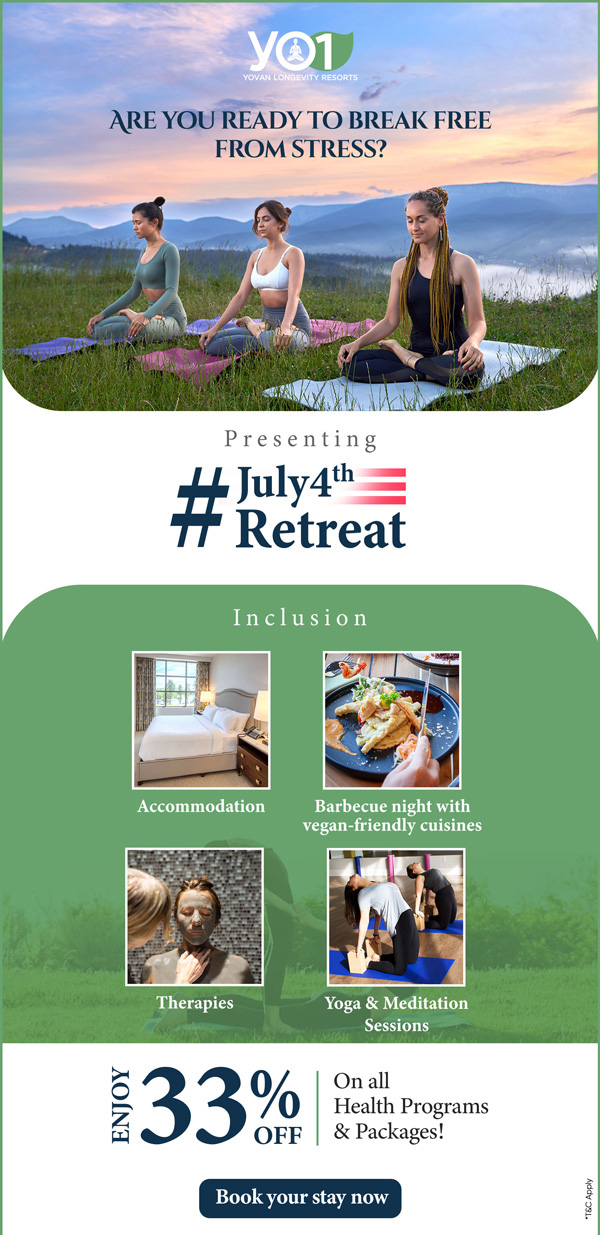 yo1
YOVAN LONGEVITY RESORTS
ARE YOU READY TO BREAK FREE
FROM STRESS?
Presenting
#July4th
Retreat
Inclusion
Accommodation
Barbecue night with
vegan-friendly cuisines
Therapies
Yoga & Meditation
Sessions
ENJOY
33%
OFF
On all
Health Programs
& Packages!
Book your stay now
*T&C Apply